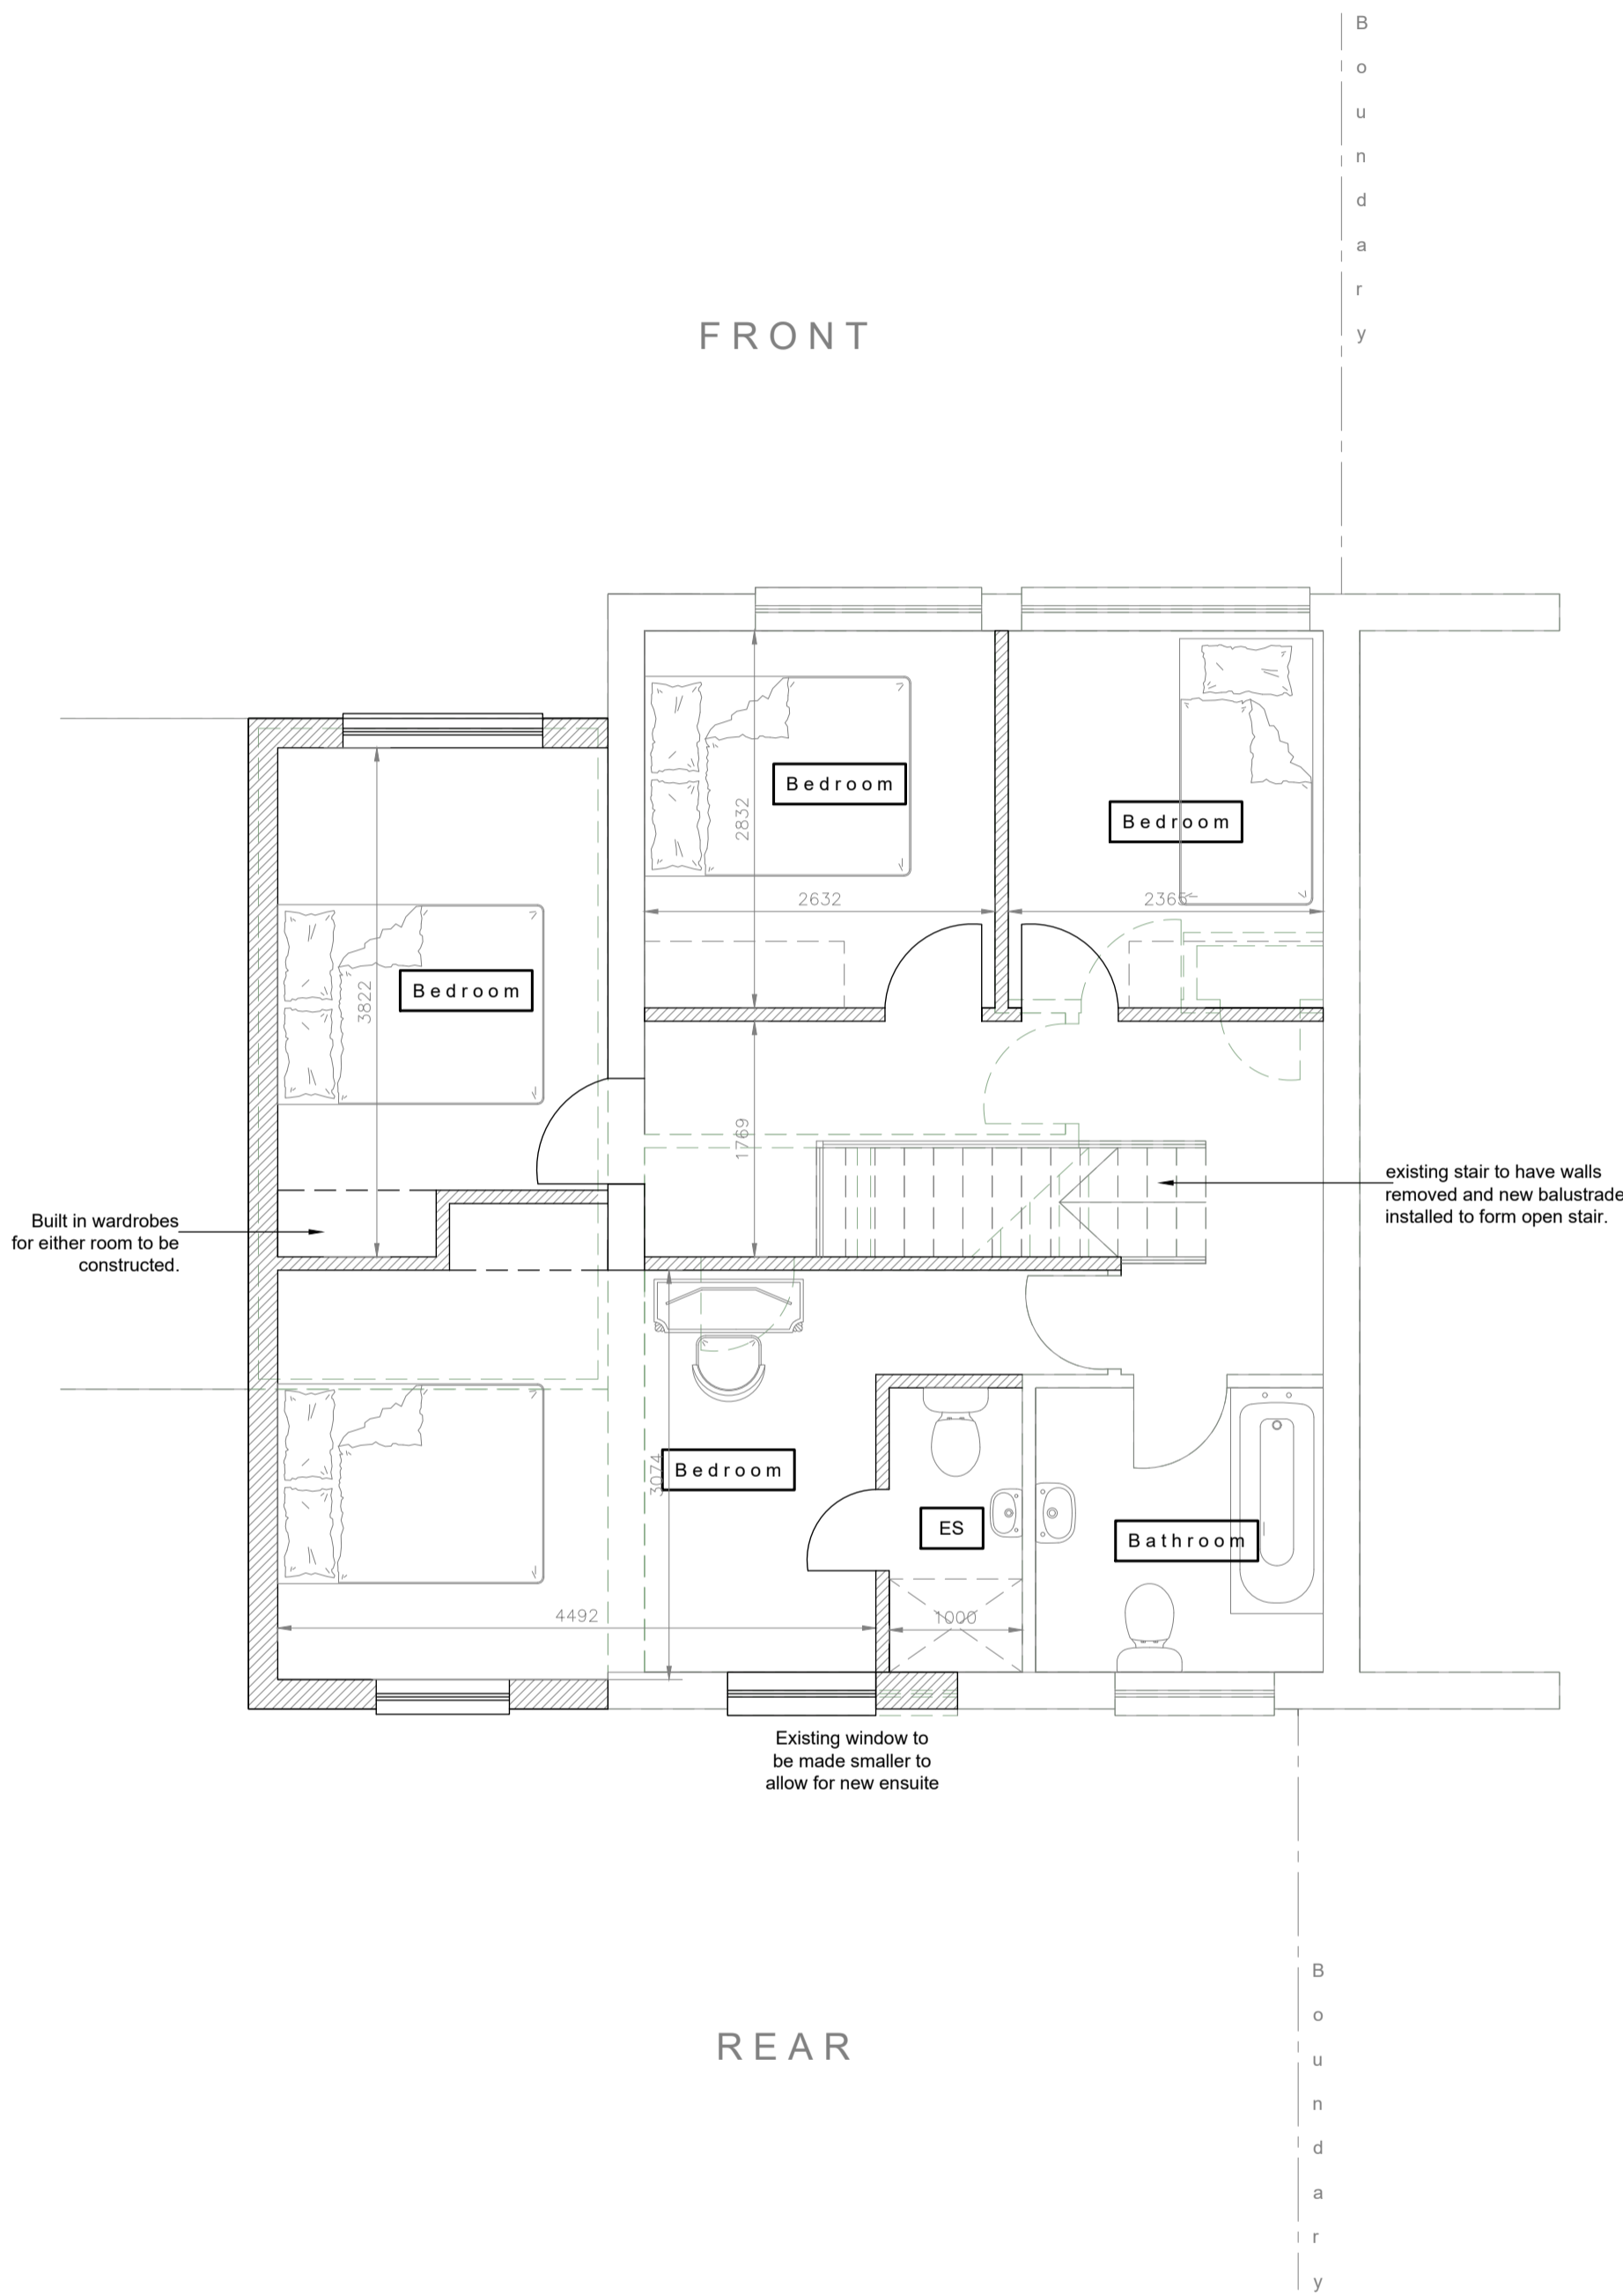 Boundary
FRONT
Bedroom
Bedroom
2832
2632
2365
Bedroom
3822
1769
existing stair to have walls
removed and new balustrade
installed to form open stair.
Built in wardrobes
for either room to be
constructed.
Bedroom
3074
ES
Bathroom
4492
1000
Existing window to
be made smaller to
allow for new ensuite
Boundary
REAR